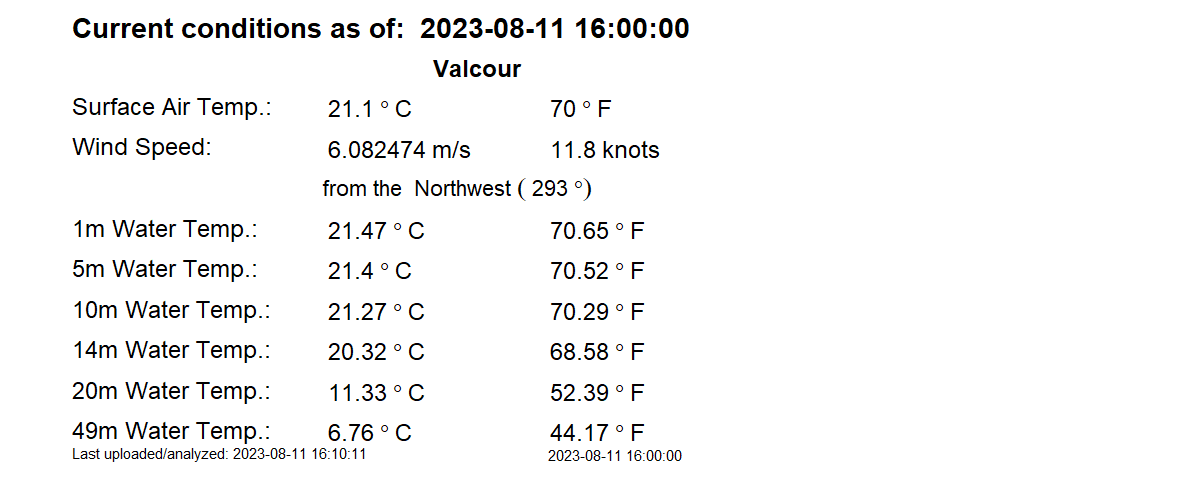 Current conditions as of: 2023-08-11 16:00:00
Valcour
Surface Air Temp.: 21.1 ° C 70 ° F
Wind Speed: 6.082474 m/s 11.8 knots
from the Northwest ( 293 °)
1m Water Temp.: 21.47 ° C 70.65 ° F
5m Water Temp.: 21.4 ° C 70.52 ° F
10m Water Temp.: 21.27 ° C 70.29 ° F
14m Water Temp.: 20.32 ° C 68.58 ° F
20m Water Temp.: 11.33 ° C 52.39 ° F
49m Water Temp.: 6.76 ° C 44.17 ° F
Last uploaded/analyzed: 2023-08-11 16:10:11 2023-08-11 16:00:00